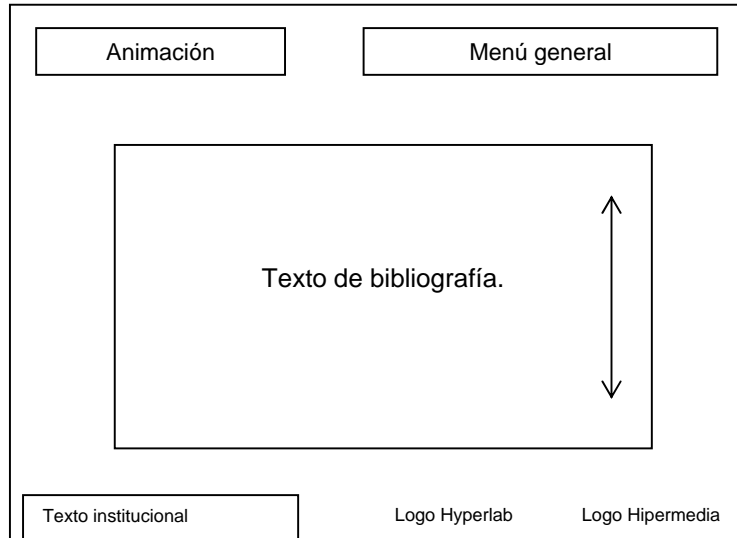 Animación
Menú general
Texto de bibliografía.
Texto institucional
Logo Hyperlab
Logo Hipermedia